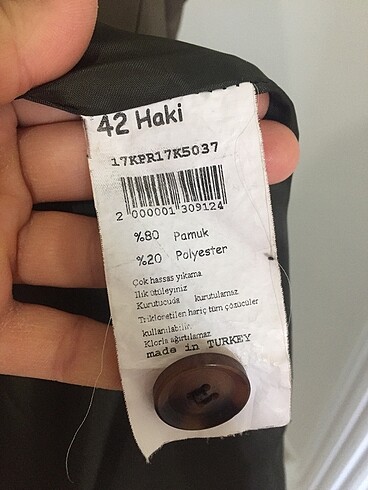 42 Haki
17KPR17K5037
2 000001 309124
%80 Pamuk
%20 Polyester
Çok hassas yıkama
Ilık ütüleyiniz
Kurutucuda kurutulamaz
Trikloretilen hariç tüm çözücüler
kullanılabilir.
Klorla ağırtılamaz
made in TURKEY